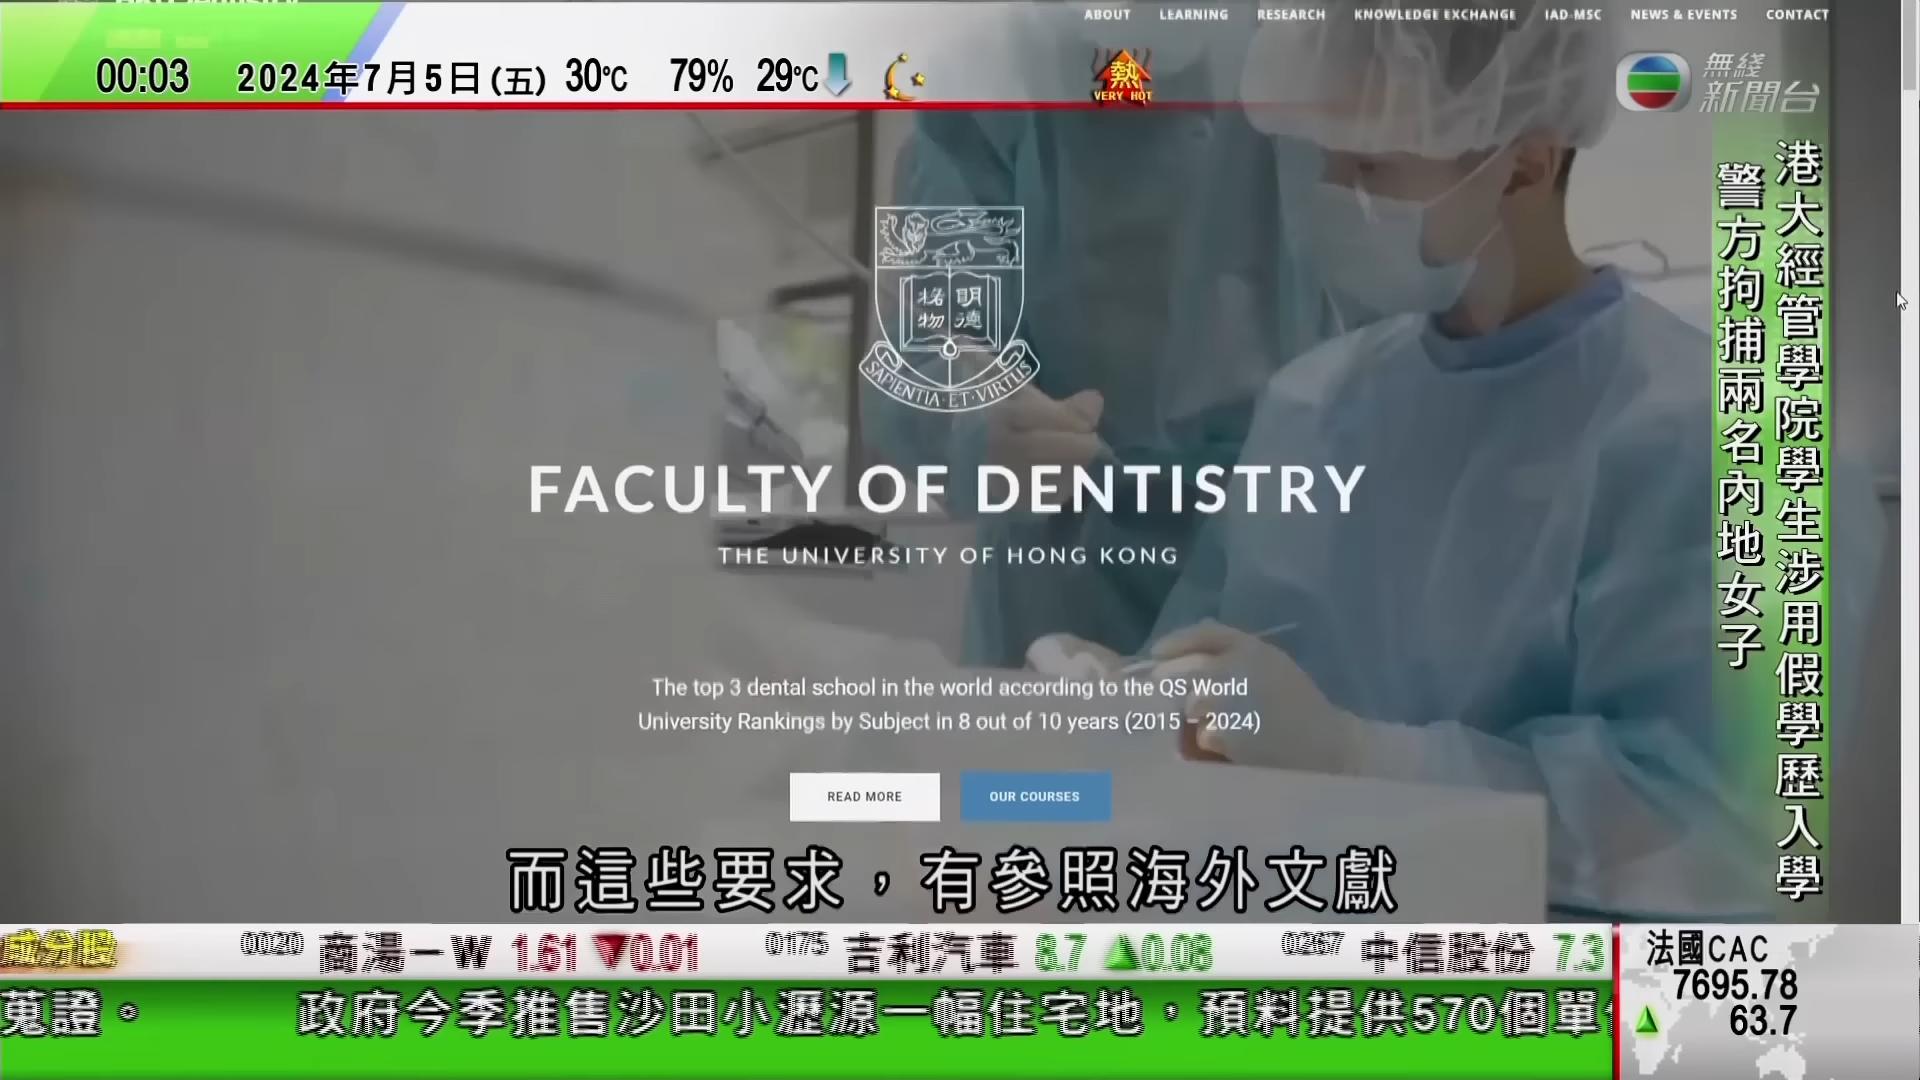 ABOUT LEARNING RESEARCH KNOWLEDGE EXCHANGE IAD-MSC NEWS & EVENTS CONTACT
00:03 2024年7月5日(五) 30℃ 79% 29℃
熱
VERY HOT
無綫
新聞台
港大經管學院學生涉用假學歷入學
警方拘捕兩名內地女子
明德
格物
SAPIENTIA·ET·VIRTUS
FACULTY OF DENTISTRY
THE UNIVERSITY OF HONG KONG
The top 3 dental school in the world according to the QS World
University Rankings by Subject in 8 out of 10 years (2015 – 2024)
READ MORE OUR COURSES
而這些要求，有參照海外文獻
成分股 0020 商湯－W 1.61 ▼0.01 0175 吉利汽車 8.7 ▲0.08 0267 中信股份 7.3
蒐證。 政府今季推售沙田小瀝源一幅住宅地，預料提供570個單
法國CAC
7695.78
▲ 63.7